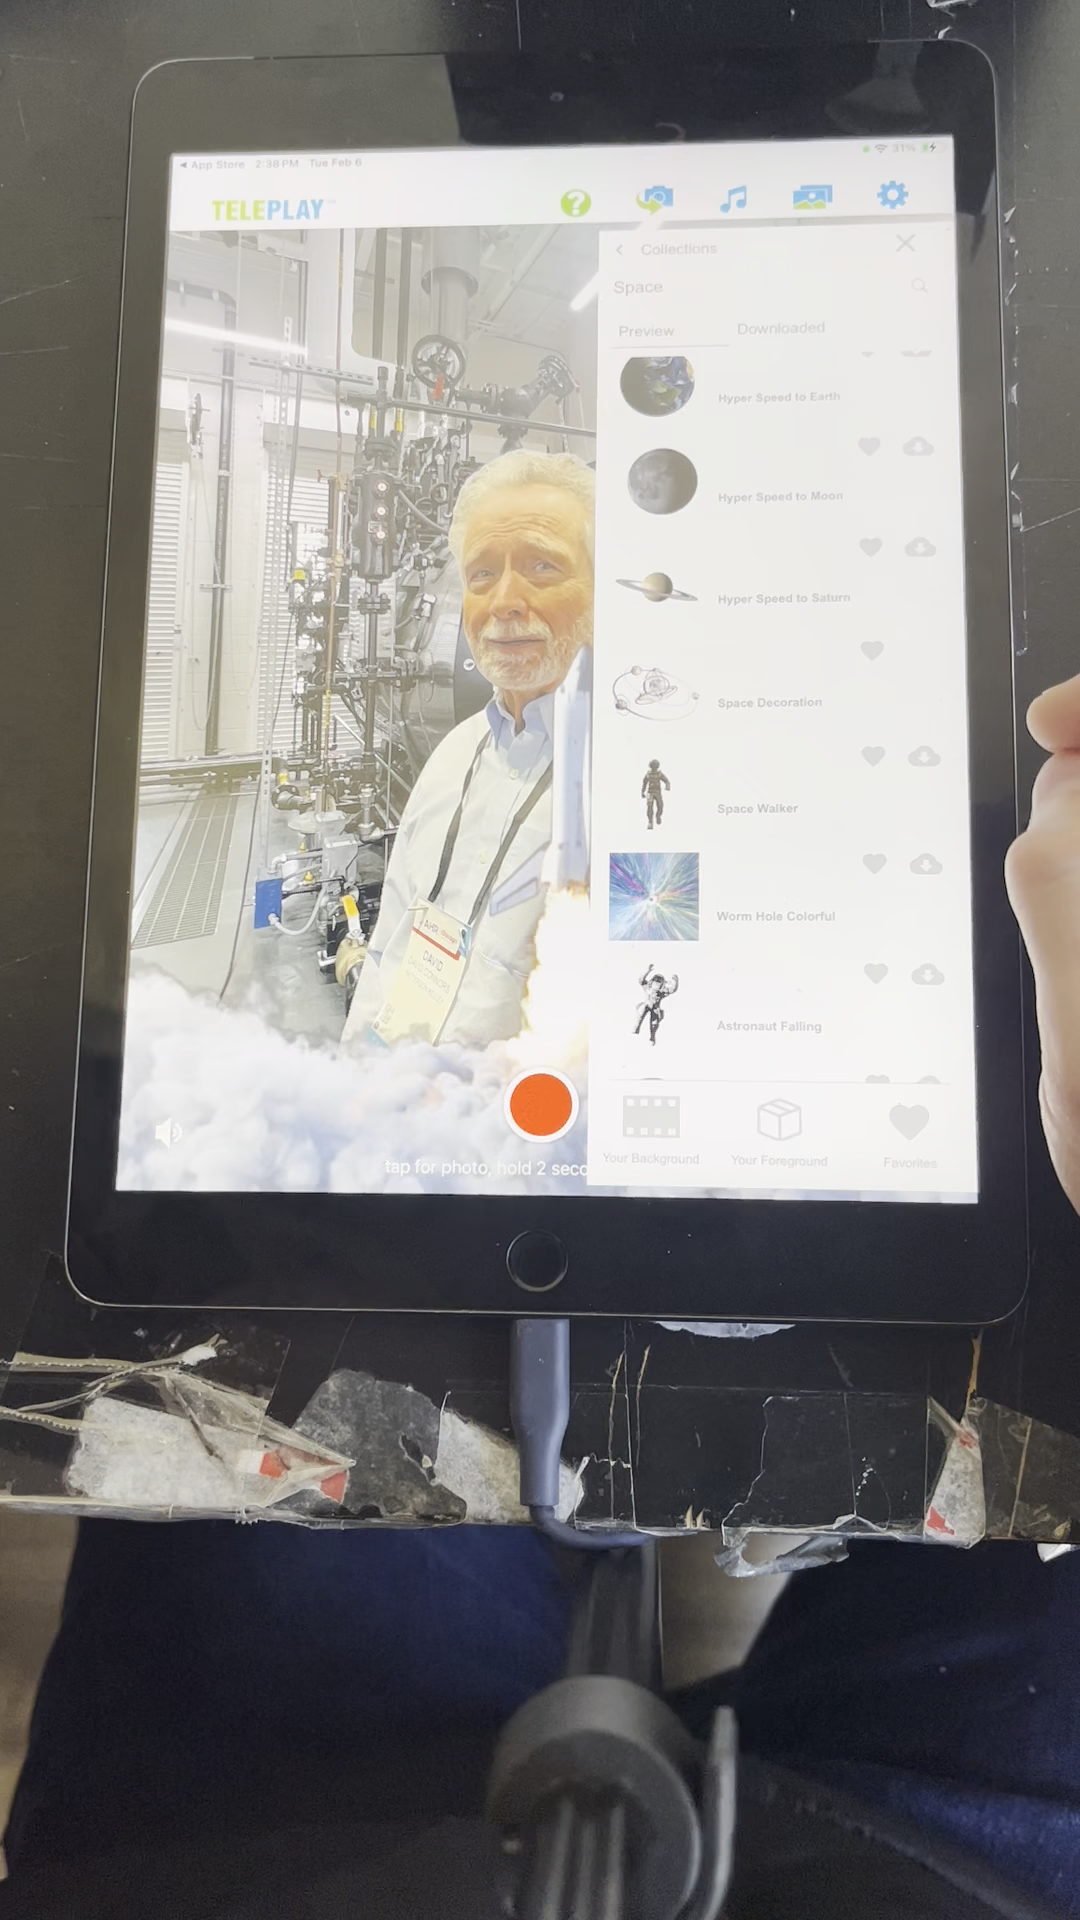 ◀ App Store 2:38 PM Tue Feb 6
31%
TELEPLAY
Collections
Space
Preview Downloaded
Hyper Speed to Earth
Hyper Speed to Moon
Hyper Speed to Saturn
Space Decoration
Space Walker
Worm Hole Colorful
Astronaut Falling
DAVID
tap for photo, hold 2 seco
Your Background Your Foreground Favorites